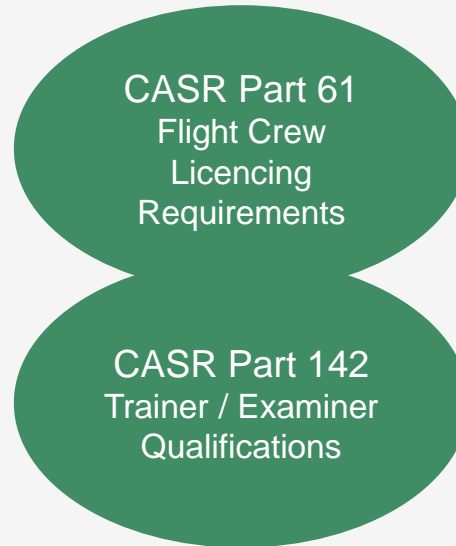 CASR Part 61
Flight Crew
Licencing
Requirements
CASR Part 142
Trainer / Examiner
Qualifications